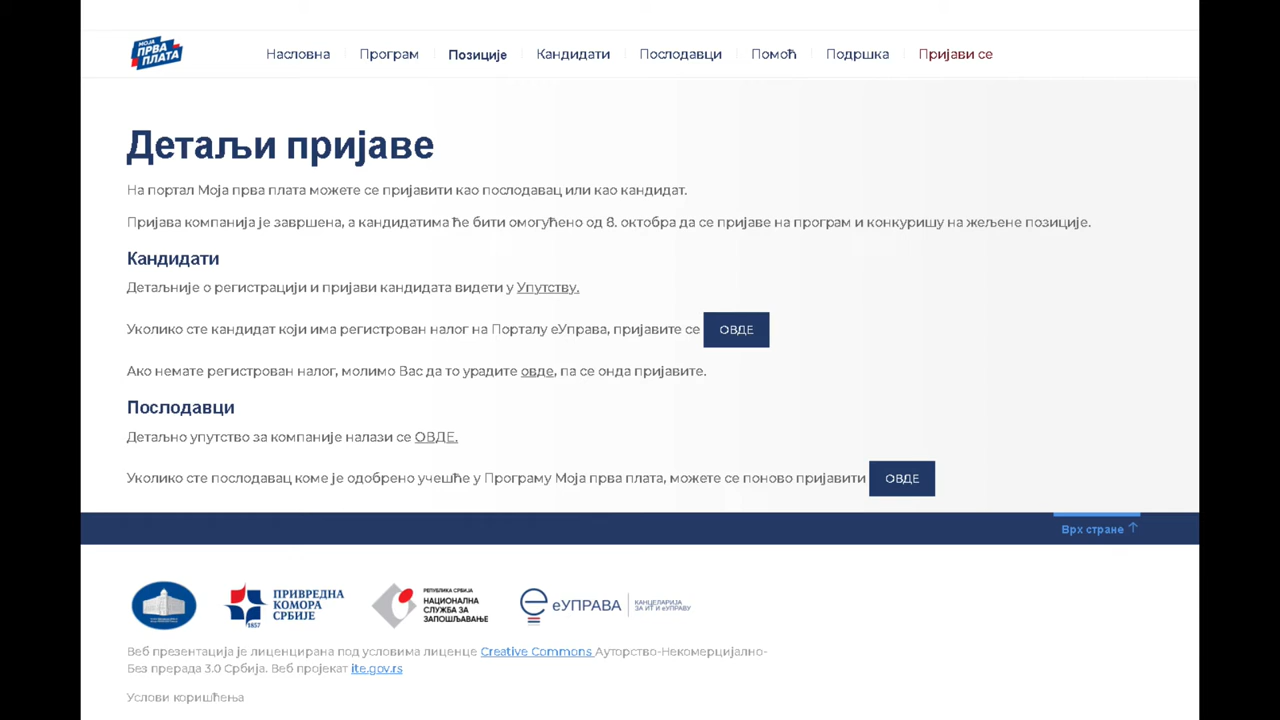 МОЈА
ПРВА
ПЛАТА
Насловна
Програм
Позиције
Кандидати
Послодавци
Помоћ
Подршка
Пријави се
Детаљи пријаве
На портал Моја прва плата можете се пријавити као послодавац или као кандидат.
Пријава компанија је завршена, а кандидатима ће бити омогућено од 8. октобра да се пријаве на програм и конкуришу на жељене позиције.
Кандидати
Детаљније о регистрацији и пријави кандидата видети у Упутству.
Уколико сте кандидат који има регистрован налог на Порталу еУправа, пријавите се ОВДЕ
Ако немате регистрован налог, молимо Вас да то урадите овде, па се онда пријавите.
Послодавци
Детаљно упутство за компаније налази се ОВДЕ.
Уколико сте послодавац коме је одобрено учешће у Програму Моја прва плата, можете се поново пријавити ОВДЕ
Врх стране ↑
ПРИВРЕДНА
КОМОРА
СРБИЈЕ
1857
РЕПУБЛИКА СРБИЈА
НАЦИОНАЛНА
СЛУЖБА ЗА
ЗАПОШЉАВАЊЕ
еУПРАВА
КАНЦЕЛАРИЈА
ЗА ИТ И еУПРАВУ
Веб презентација је лиценцирана под условима лиценце Creative Commons Ауторство-Некомерцијално-
Без прерада 3.0 Србија. Веб пројекат ite.gov.rs
Услови коришћења